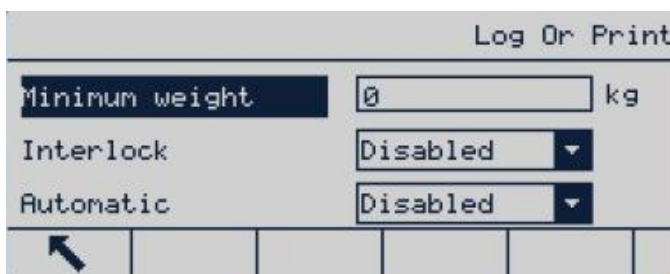 Log Or Print
Minimum weight 0 kg
Interlock Disabled
Automatic Disabled